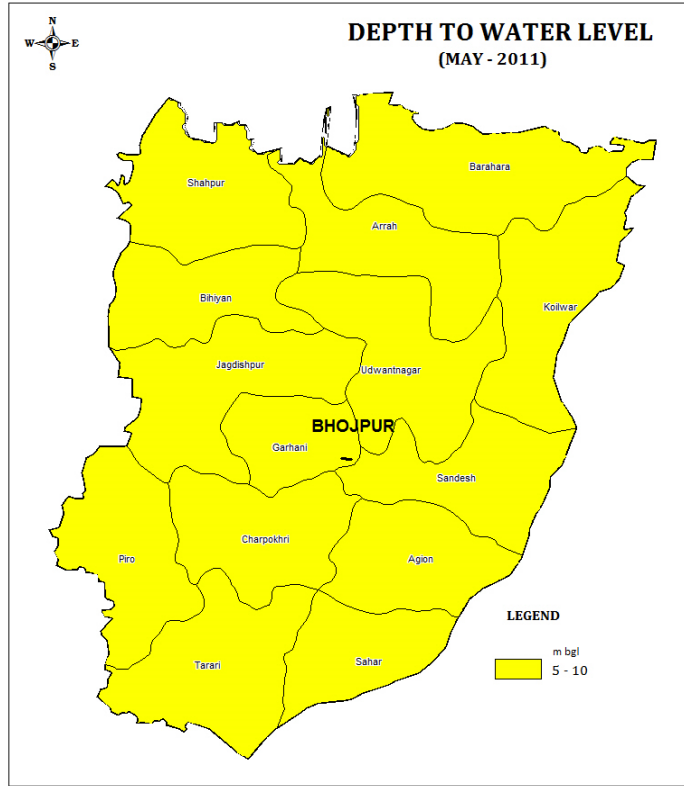 N
W E
S
DEPTH TO WATER LEVEL
(MAY - 2011)
Barahara
Shahpur
Arrah
Bihiyan
Koilwar
Jagdishpur
Udwantnagar
BHOJPUR
Garhani
Sandesh
Charpokhri
Piro
Agion
LEGEND
m bgl
5 - 10
Tarari
Sahar